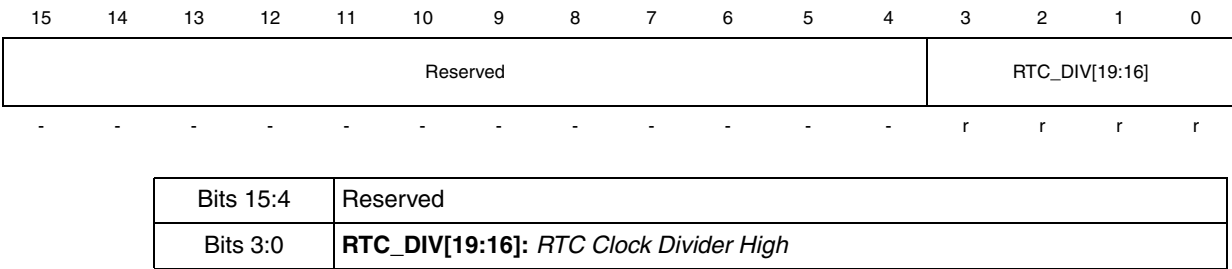 15 14 13 12 11 10 9 8 7 6 5 4 3 2 1 0
Reserved RTC_DIV[19:16]
- - - - - - - - - - - - r r r r
Bits 15:4 Reserved
Bits 3:0 RTC_DIV[19:16]: RTC Clock Divider High